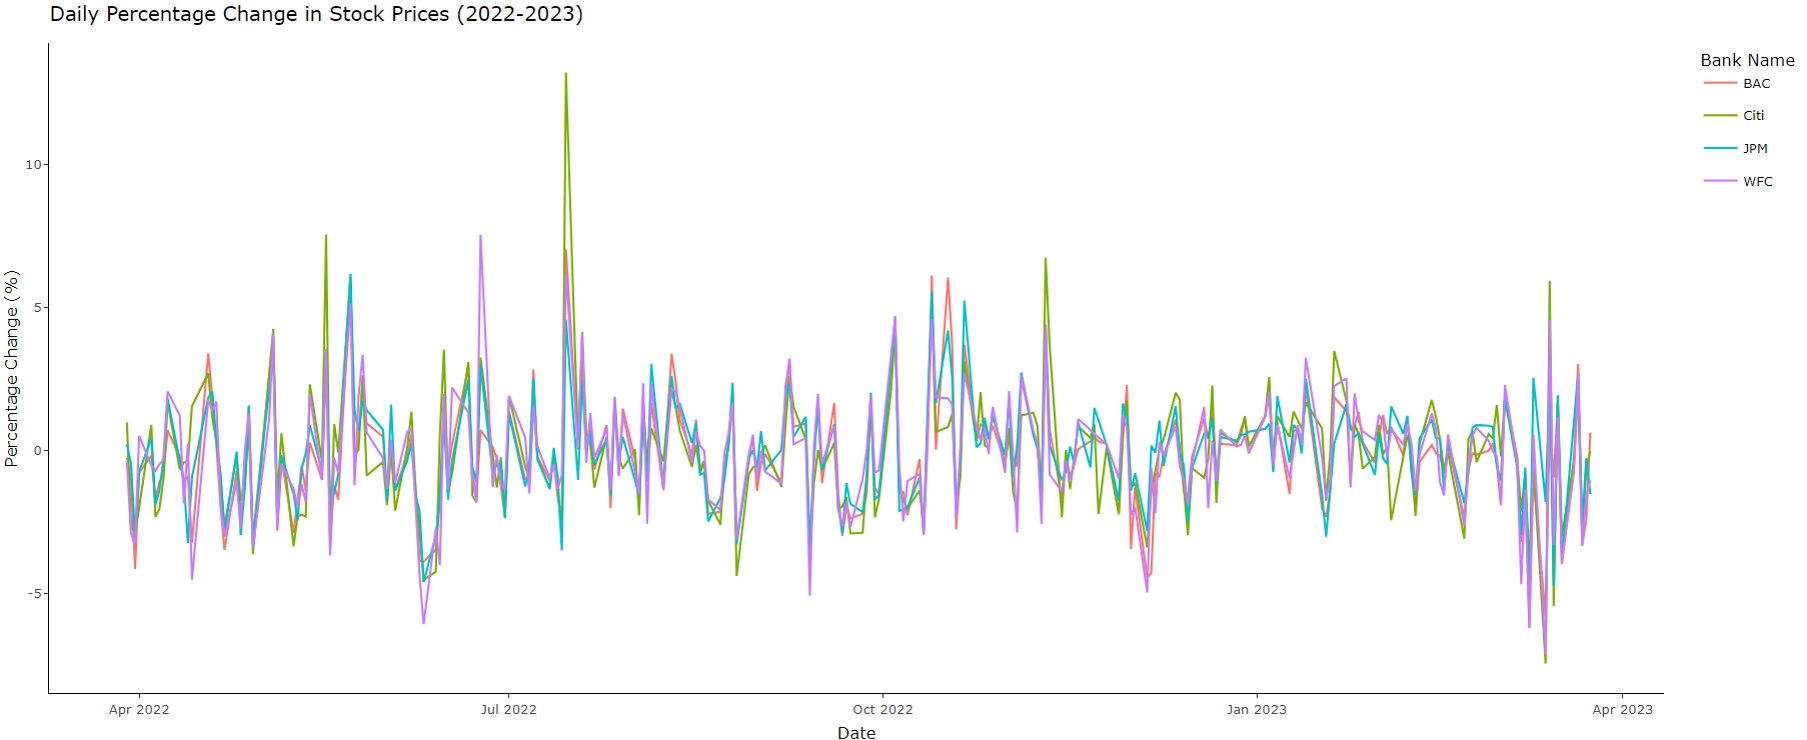 Daily Percentage Change in Stock Prices (2022-2023)
Bank Name
BAC
Citi
JPM
WFC
Percentage Change (%)
10
5
0
-5
Apr 2022
Jul 2022
Oct 2022
Jan 2023
Apr 2023
Date